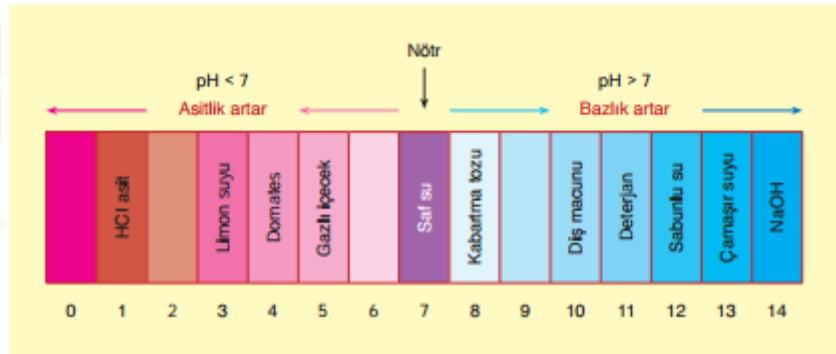 Nötr
pH < 7
pH > 7
Asitlik artar
Bazlık artar
HCl asit
Limon suyu
Domates
Gazlı içecek
Saf su
Kabartma tozu
Diş macunu
Deterjan
Sabunlu su
Çamaşır suyu
NaOH
0 1 2 3 4 5 6 7 8 9 10 11 12 13 14